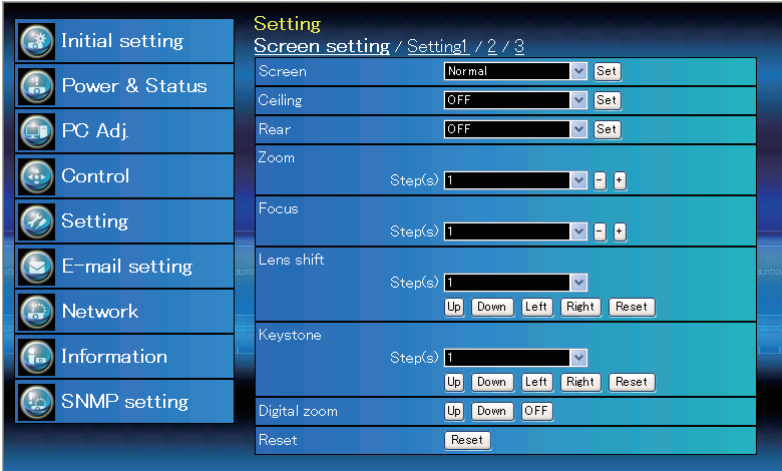 Initial setting
Power & Status
PC Adj.
Control
Setting
E-mail setting
Network
Information
SNMP setting
Setting
Screen setting / Setting1 / 2 / 3
Screen Normal Set
Ceiling OFF Set
Rear OFF Set
Zoom
Step(s) 1 - +
Focus
Step(s) 1 - +
Lens shift
Step(s) 1
Up Down Left Right Reset
Keystone
Step(s) 1
Up Down Left Right Reset
Digital zoom Up Down OFF
Reset Reset